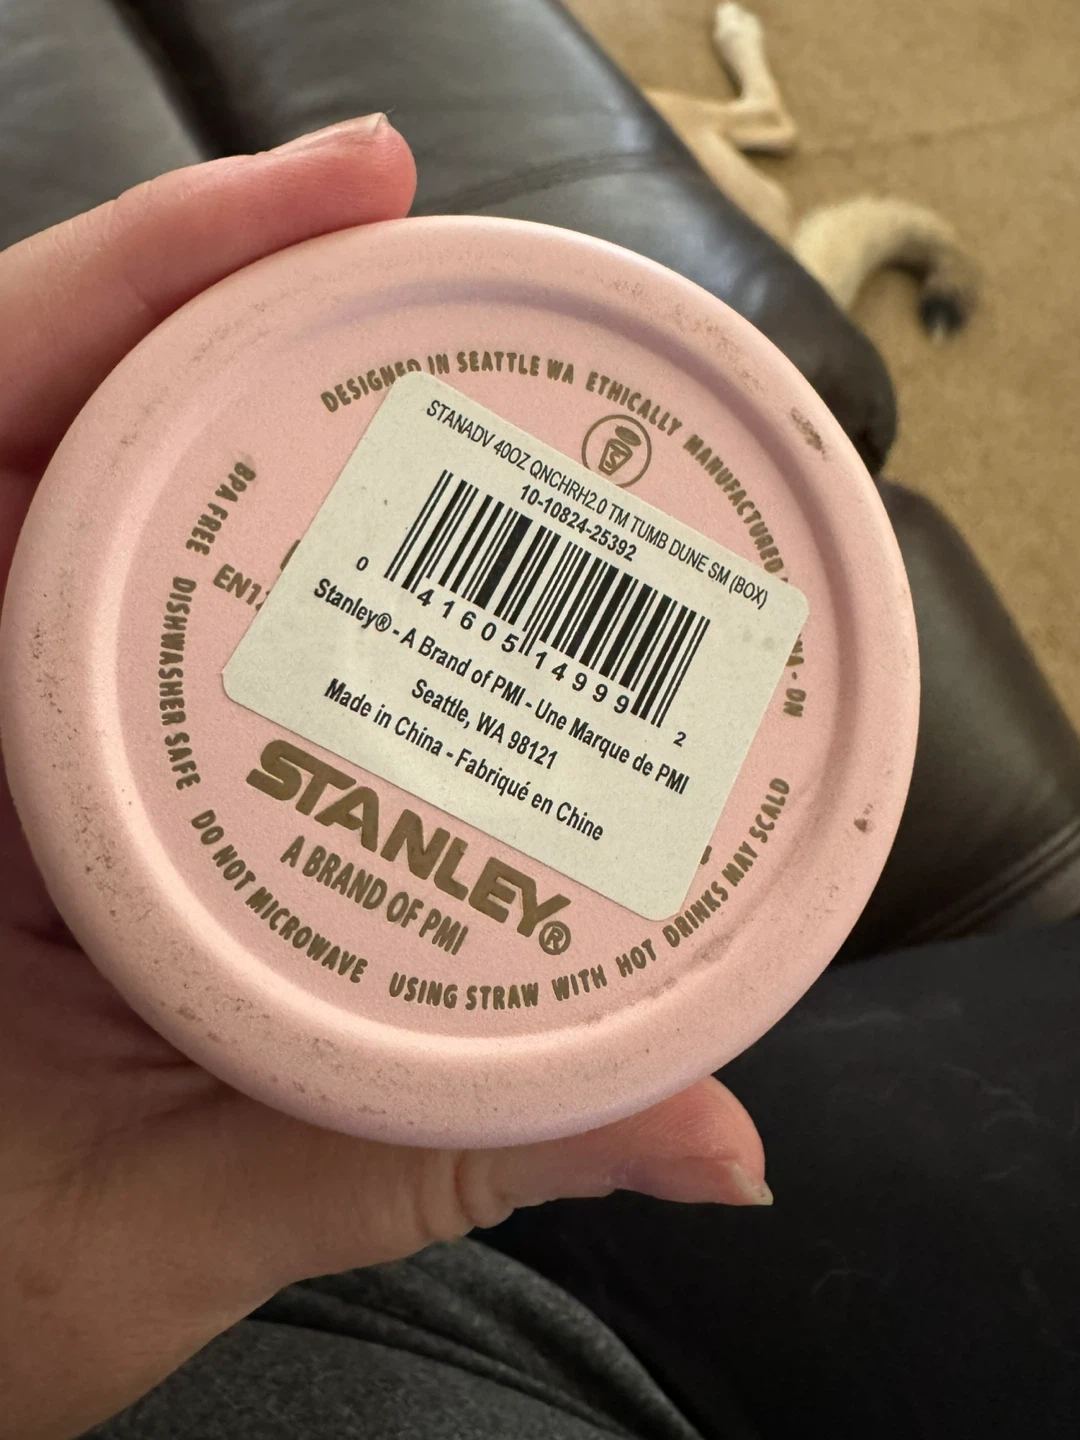 DESIGNED IN SEATTLE WA ETHICALLY MANUFACTURED
STANADV 40OZ QNCHRH2.0 TM TUMB DUNE SM (BOX)
10-10824-25392
0 41605 14999 2
Stanley® - A Brand of PMI - Une Marque de PMI
Seattle, WA 98121
Made in China - Fabriqué en Chine
BPA FREE
DISHWASHER SAFE
DO NOT MICROWAVE
USING STRAW WITH HOT DRINKS MAY SCALD
STANLEY®
A BRAND OF PMI